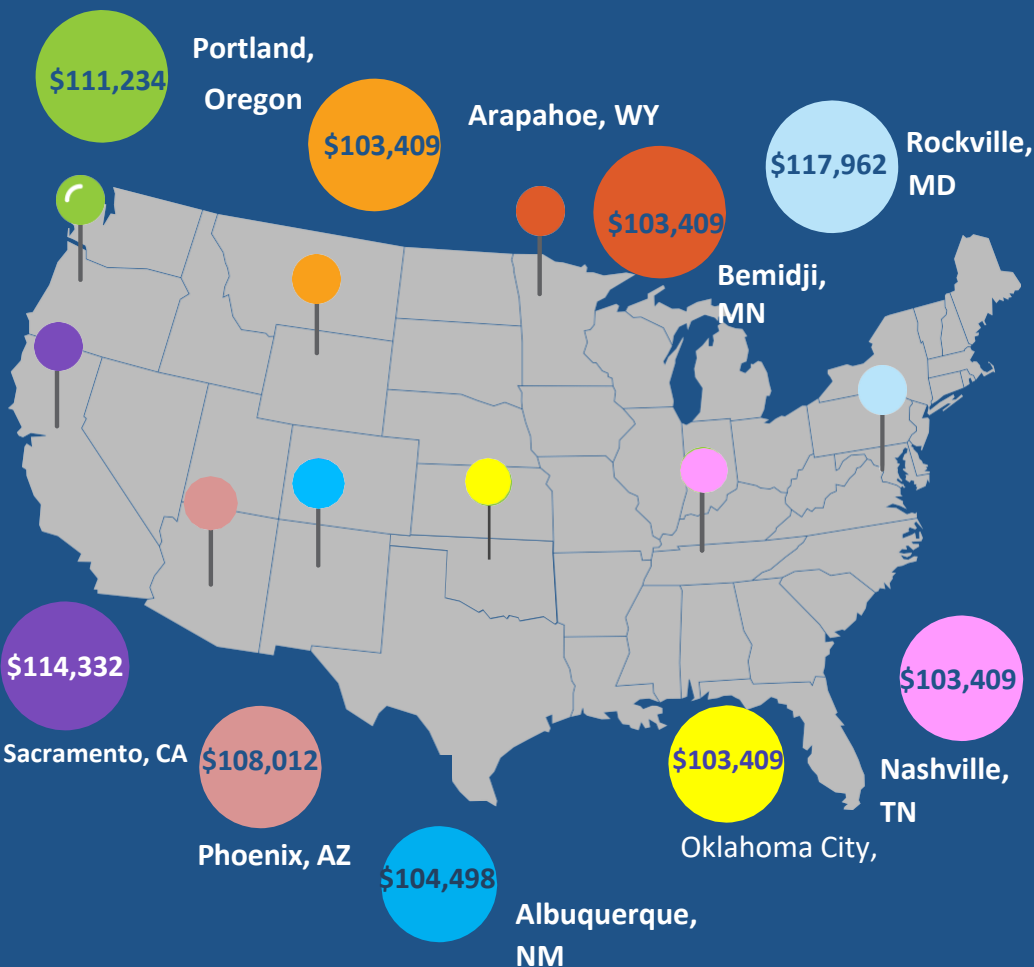 Portland,
Oregon
$111,234
Arapahoe, WY
$103,409
Rockville,
MD
$117,962
$103,409
Bemidji,
MN
$114,332
Sacramento, CA
$108,012
Phoenix, AZ
$104,498
Albuquerque,
NM
$103,409
Oklahoma City,
$103,409
Nashville,
TN